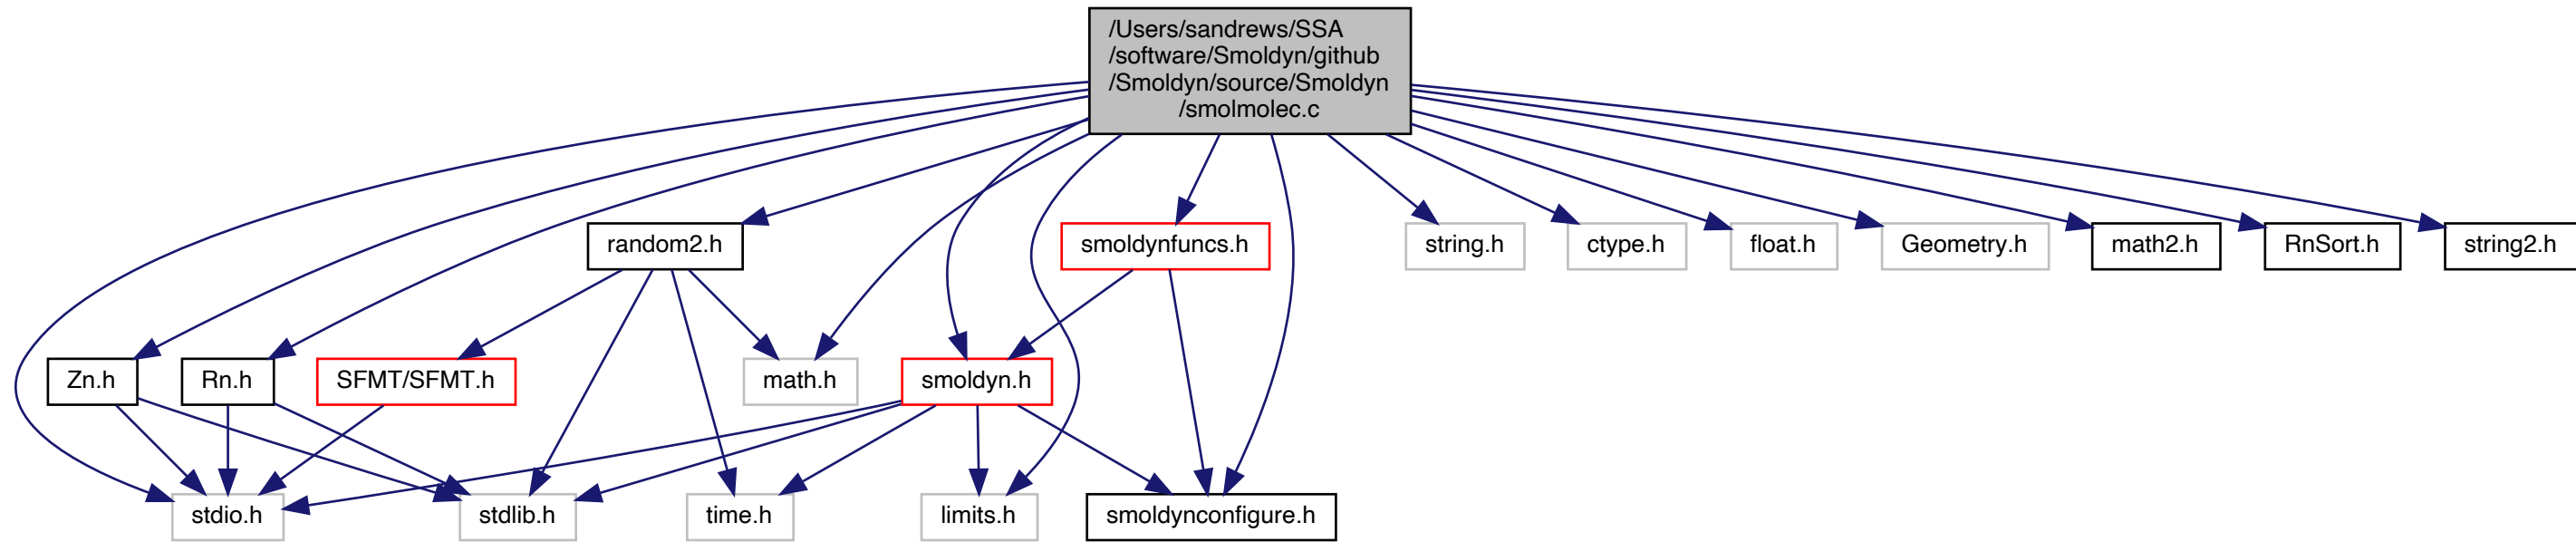 /Users/sandrews/SSA
/software/Smoldyn/github
/Smoldyn/source/Smoldyn
/smolmolec.c
random2.h
smoldynfuncs.h
string.h
ctype.h
float.h
Geometry.h
math2.h
RnSort.h
string2.h
Zn.h
Rn.h
SFMT/SFMT.h
math.h
smoldyn.h
stdio.h
stdlib.h
time.h
limits.h
smoldynconfigure.h